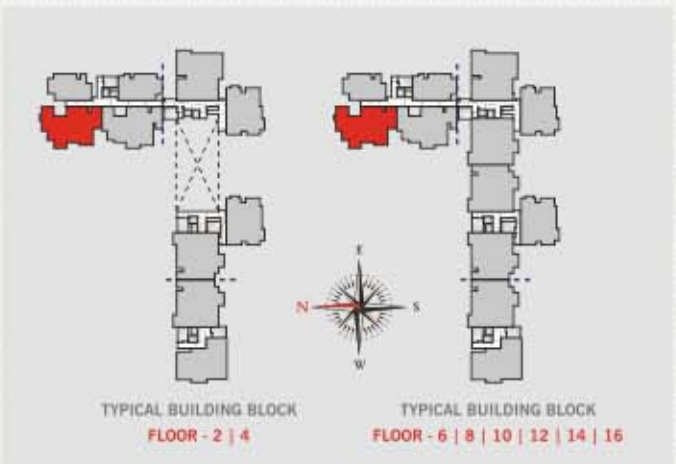 E
N S
W
TYPICAL BUILDING BLOCK
FLOOR - 2 | 4
TYPICAL BUILDING BLOCK
FLOOR - 6 | 8 | 10 | 12 | 14 | 16